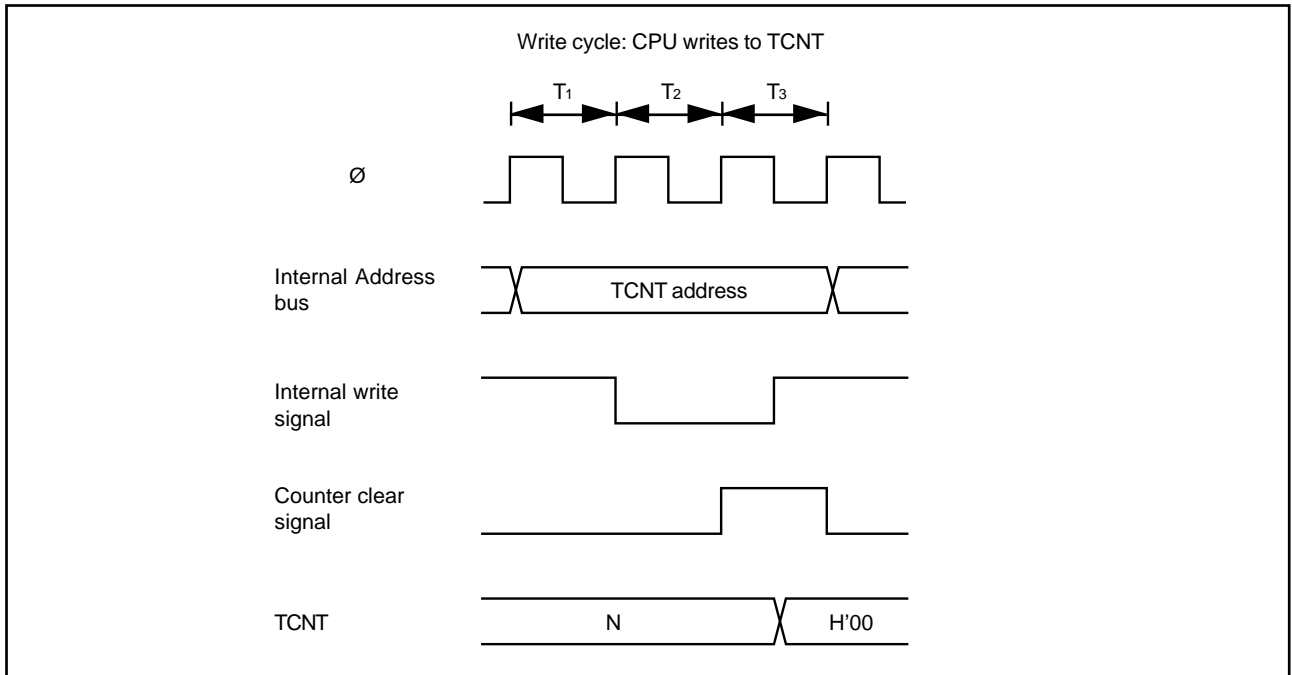 Write cycle: CPU writes to TCNT
T1 T2 T3
Ø
Internal Address
bus
TCNT address
Internal write
signal
Counter clear
signal
TCNT
N
H'00